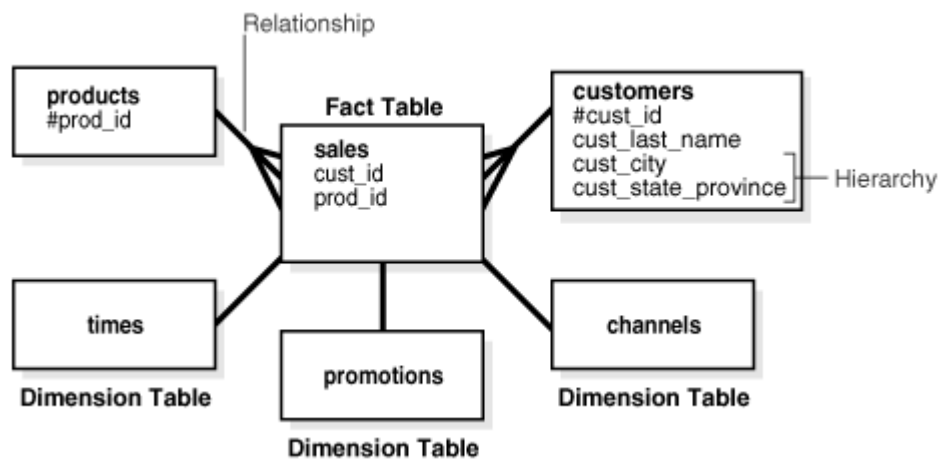 Relationship
products
#prod_id
Fact Table
sales
cust_id
prod_id
customers
#cust_id
cust_last_name
cust_city
cust_state_province
Hierarchy
times
Dimension Table
promotions
Dimension Table
channels
Dimension Table